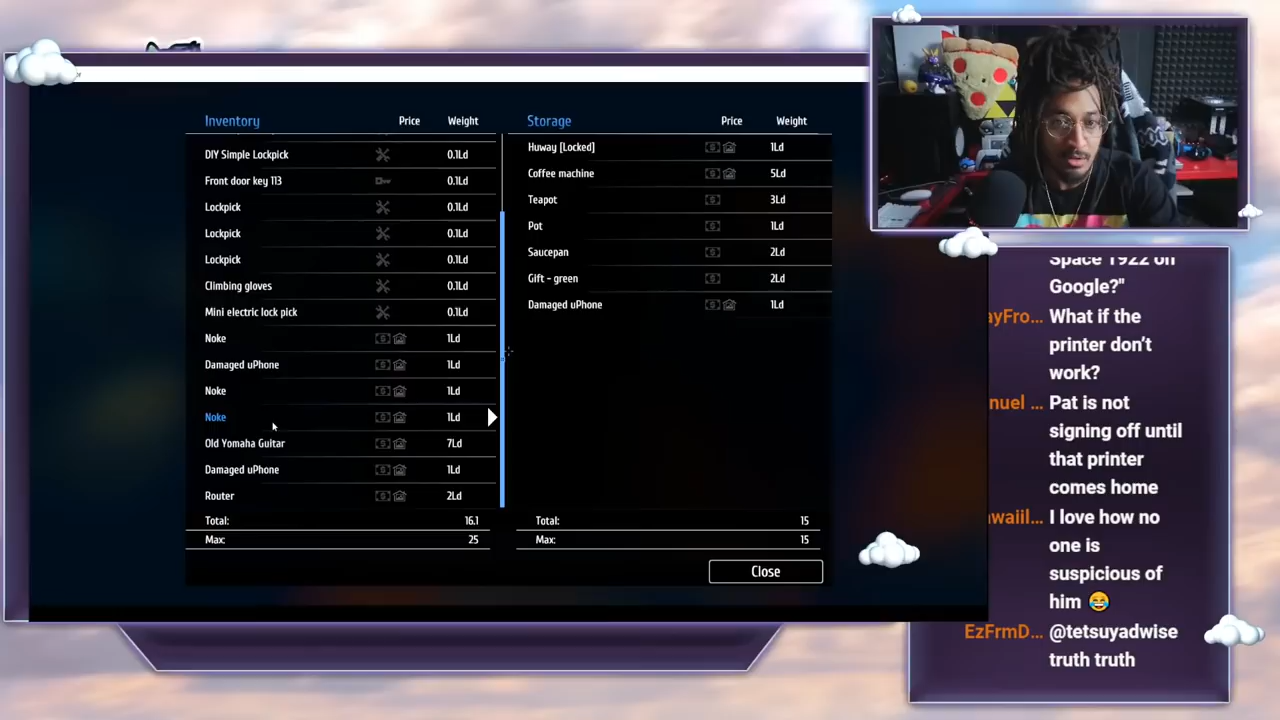 Inventory Price Weight
DIY Simple Lockpick 0.1Ld
Front door key 113 0.1Ld
Lockpick 0.1Ld
Lockpick 0.1Ld
Lockpick 0.1Ld
Climbing gloves 0.1Ld
Mini electric lock pick 0.1Ld
Noke 1Ld
Damaged uPhone 1Ld
Noke 1Ld
Noke 1Ld
Old Yomaha Guitar 7Ld
Damaged uPhone 1Ld
Router 2Ld
Total: 16.1
Max: 25
Storage Price Weight
Huway [Locked] 1Ld
Coffee machine 5Ld
Teapot 3Ld
Pot 1Ld
Saucepan 2Ld
Gift - green 2Ld
Damaged uPhone 1Ld
Total: 15
Max: 15
Close
Space 1922 on
Google?"
ayFro... What if the
printer don't
work?
nuel ... Pat is not
signing off until
that printer
comes home
waiil... I love how no
one is
suspicious of
him 😂
EzFrmD... @tetsuyadwise
truth truth